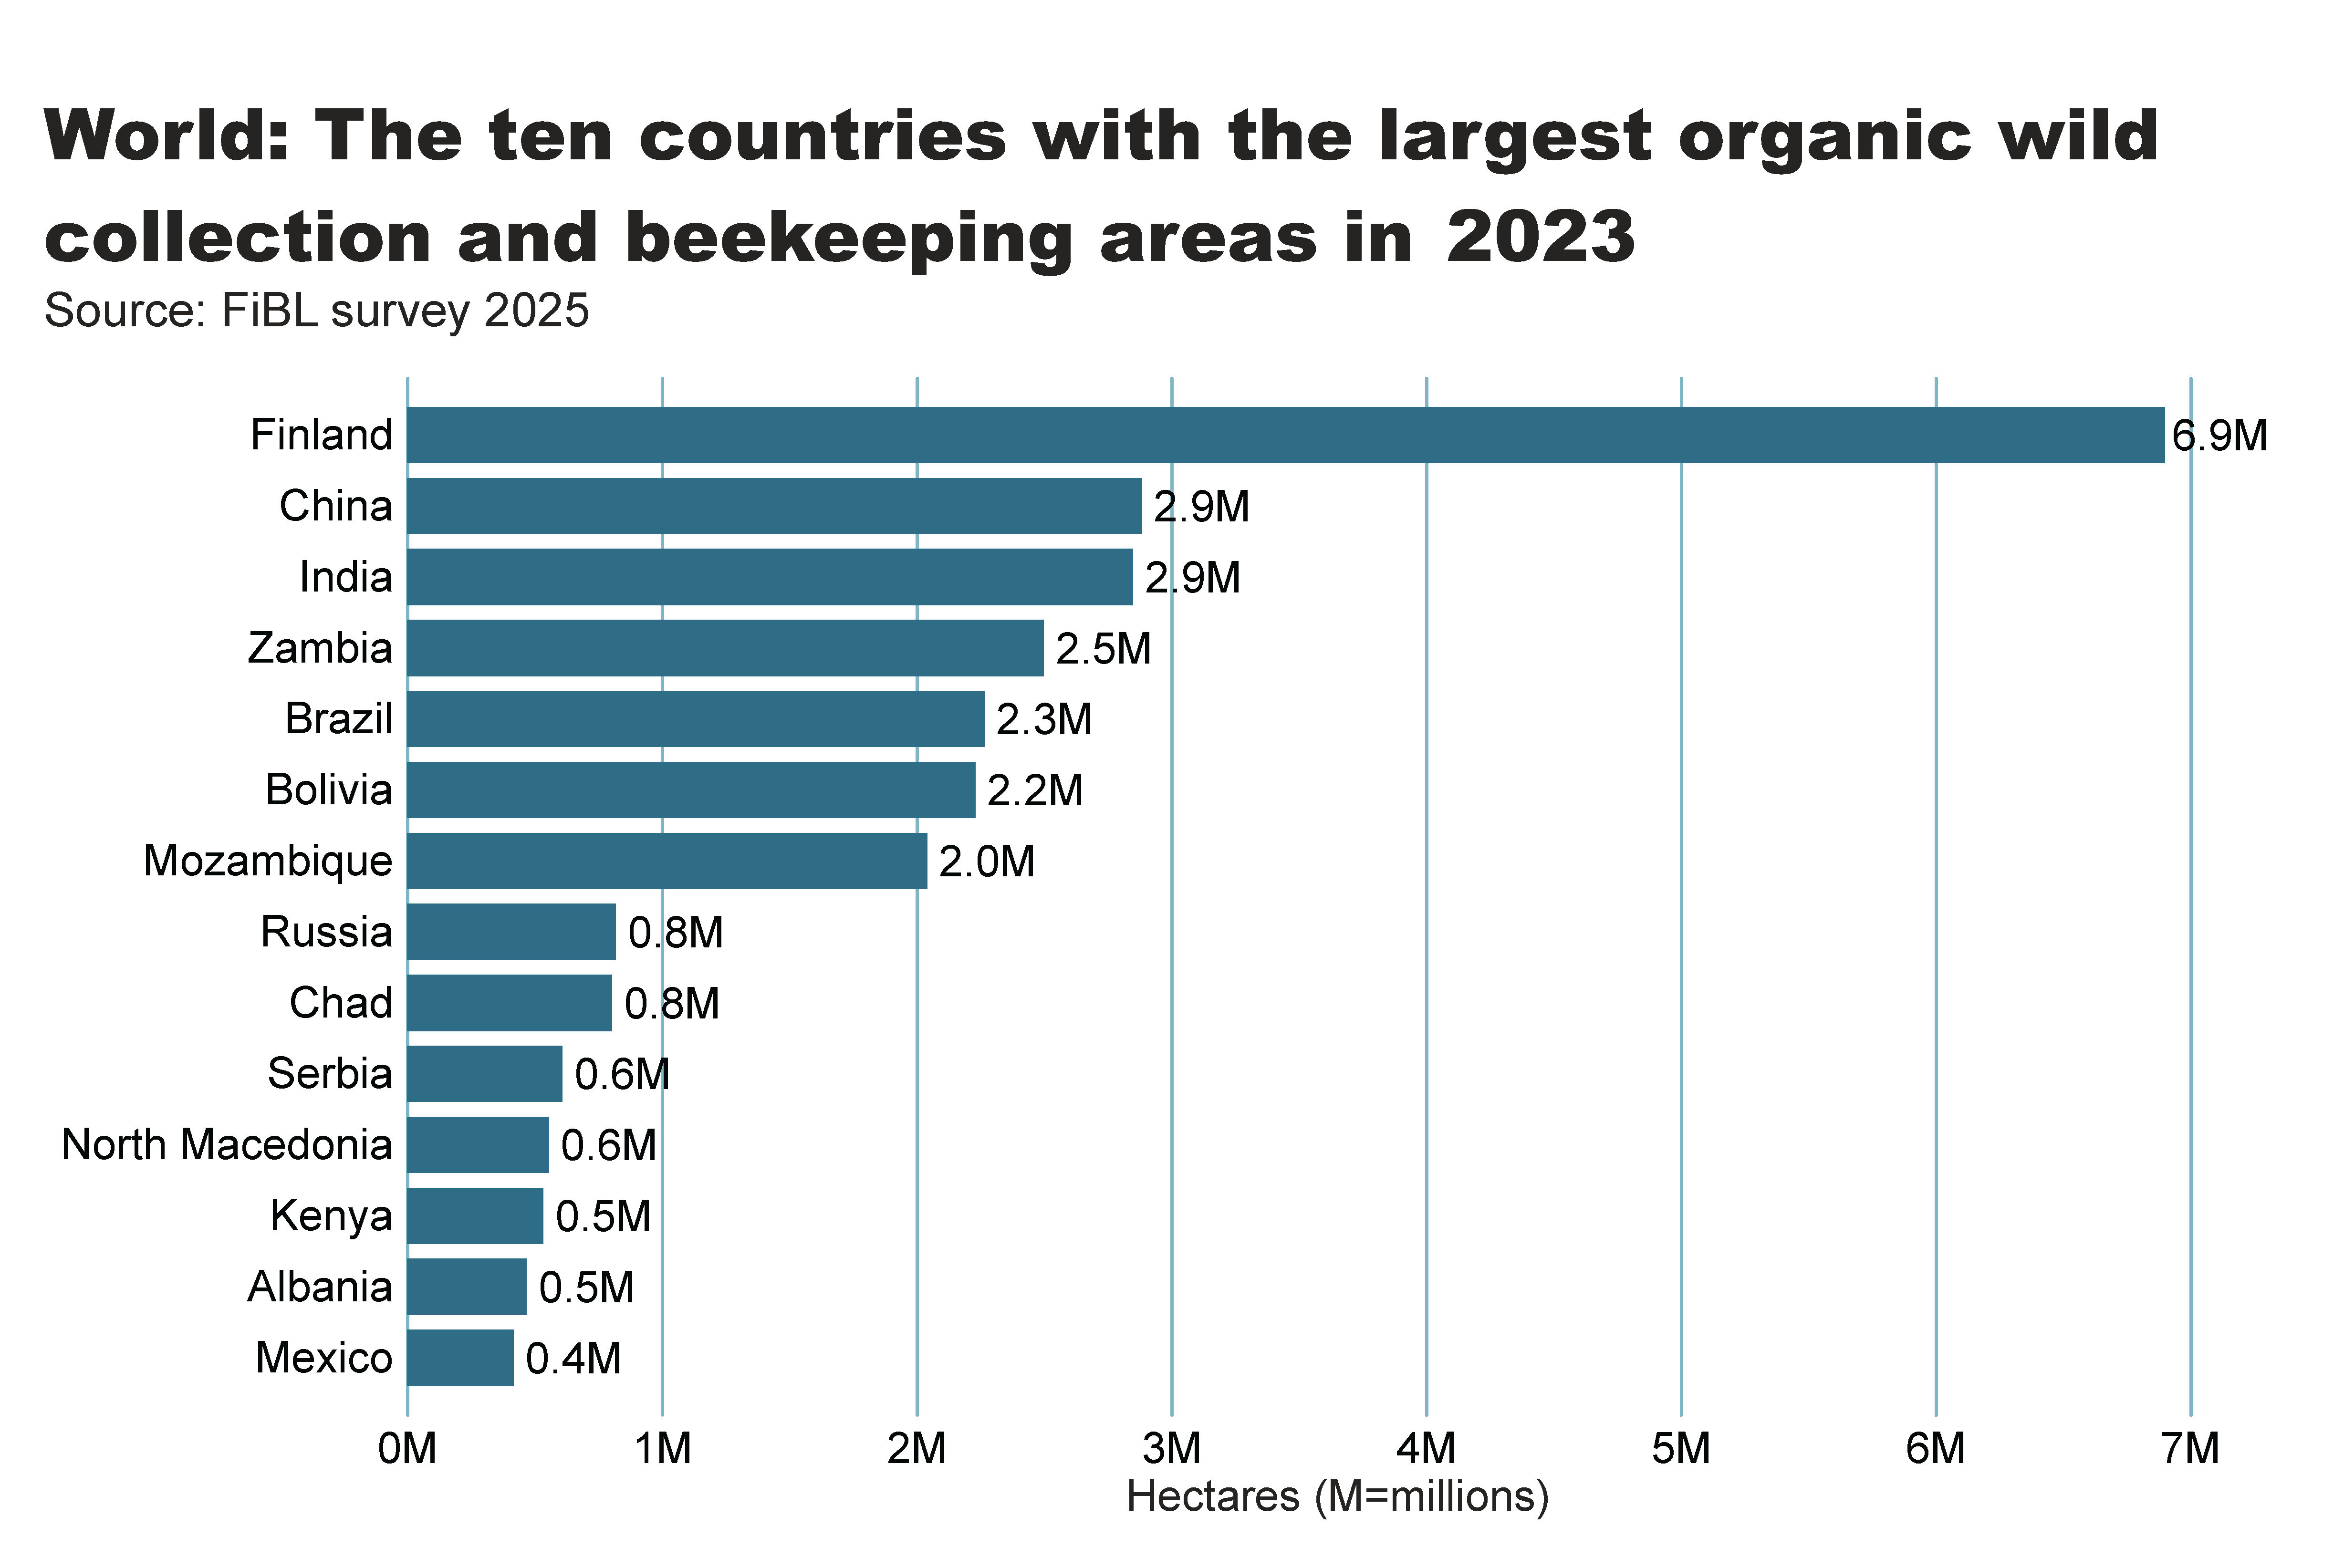 World: The ten countries with the largest organic wild
collection and beekeeping areas in 2023
Source: FiBL survey 2025
Finland 6.9M
China 2.9M
India 2.9M
Zambia 2.5M
Brazil 2.3M
Bolivia 2.2M
Mozambique 2.0M
Russia 0.8M
Chad 0.8M
Serbia 0.6M
North Macedonia 0.6M
Kenya 0.5M
Albania 0.5M
Mexico 0.4M
0M 1M 2M 3M 4M 5M 6M 7M
Hectares (M=millions)